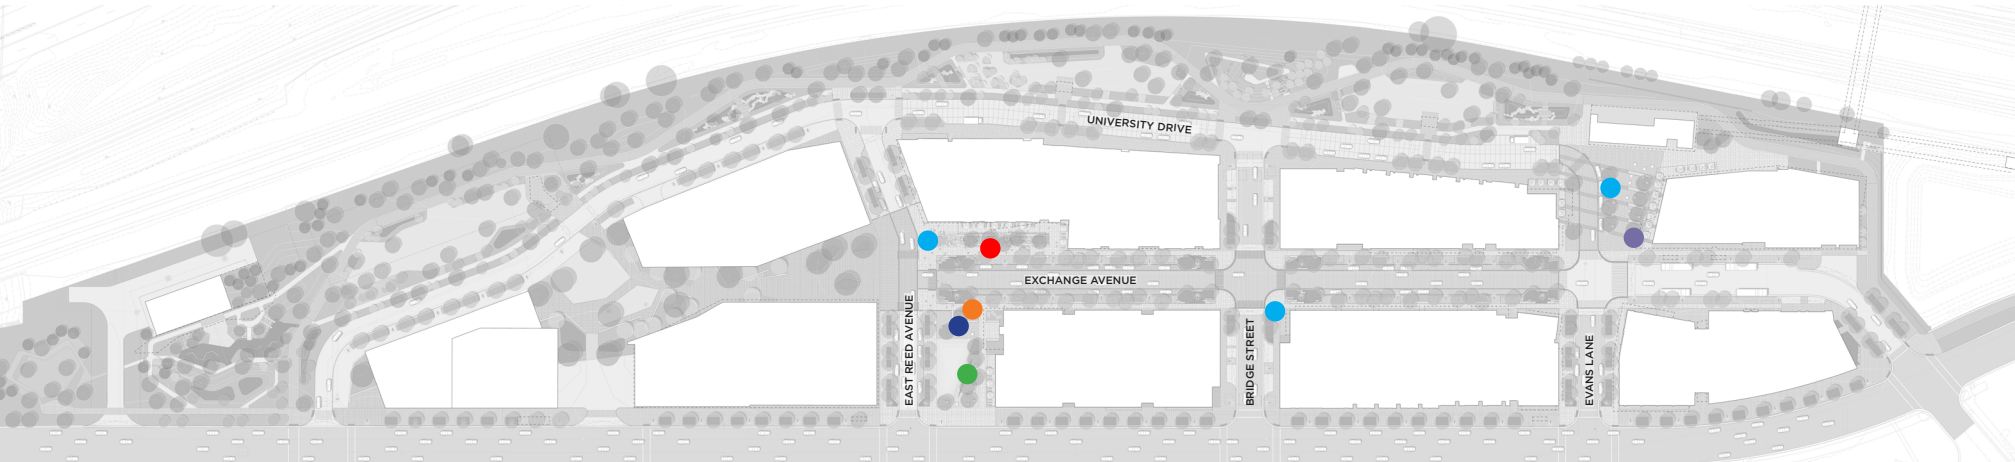 UNIVERSITY DRIVE
EXCHANGE AVENUE
EAST REED AVENUE
BRIDGE STREET
EVANS LANE